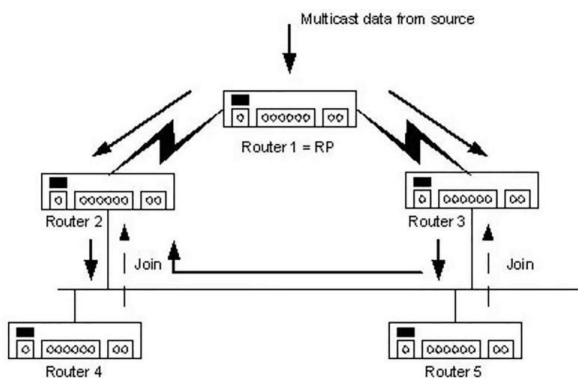 Multicast data from source
Router 1 = RP
Router 2
Router 3
Join
Join
Router 4
Router 5